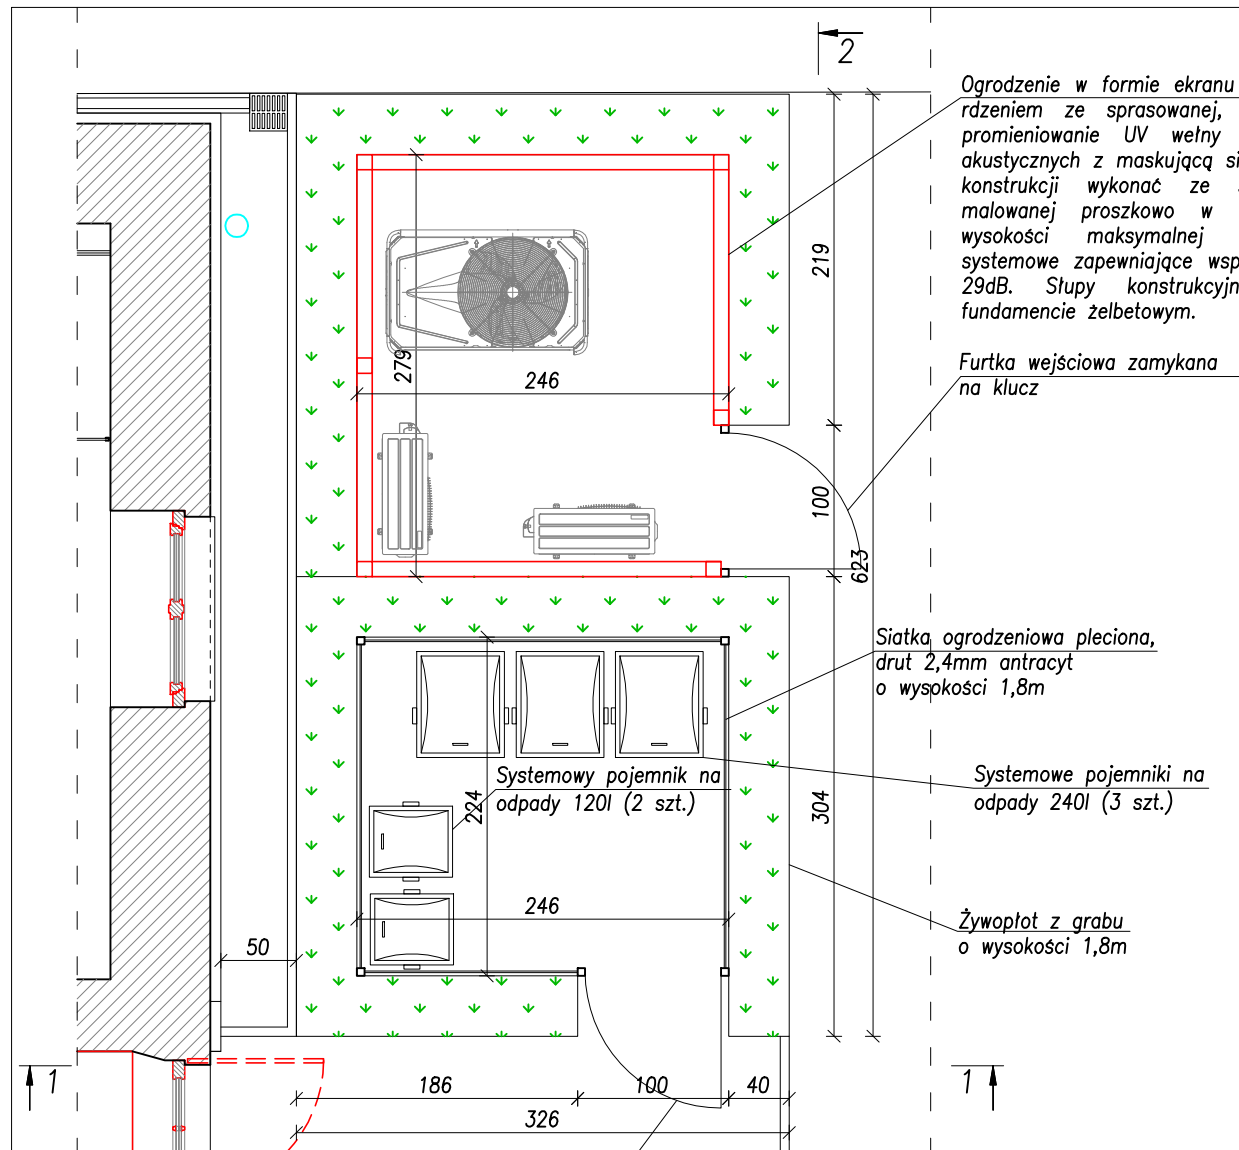 2
Ogrodzenie w formie ekranu
rdzeniem ze sprasowanej,
promieniowanie UV wełny
akustycznych z maskującą
konstrukcji wykonać ze
malowanej proszkowo w
wysokości maksymalnej
systemowe zapewniające
29dB. Słupy
fundamencie żelbetowym.
219
279
246
Furtka wejściowa zamykana
na klucz
100
623
Siatka ogrodzeniowa pleciona,
drut 2,4mm antracyt
o wysokości 1,8m
Systemowy pojemnik na
odpady 120l (2 szt.)
224
Systemowe pojemniki na
odpady 240l (3 szt.)
304
246
Żywopłot z grabu
o wysokości 1,8m
50
1
186
100
40
1
326